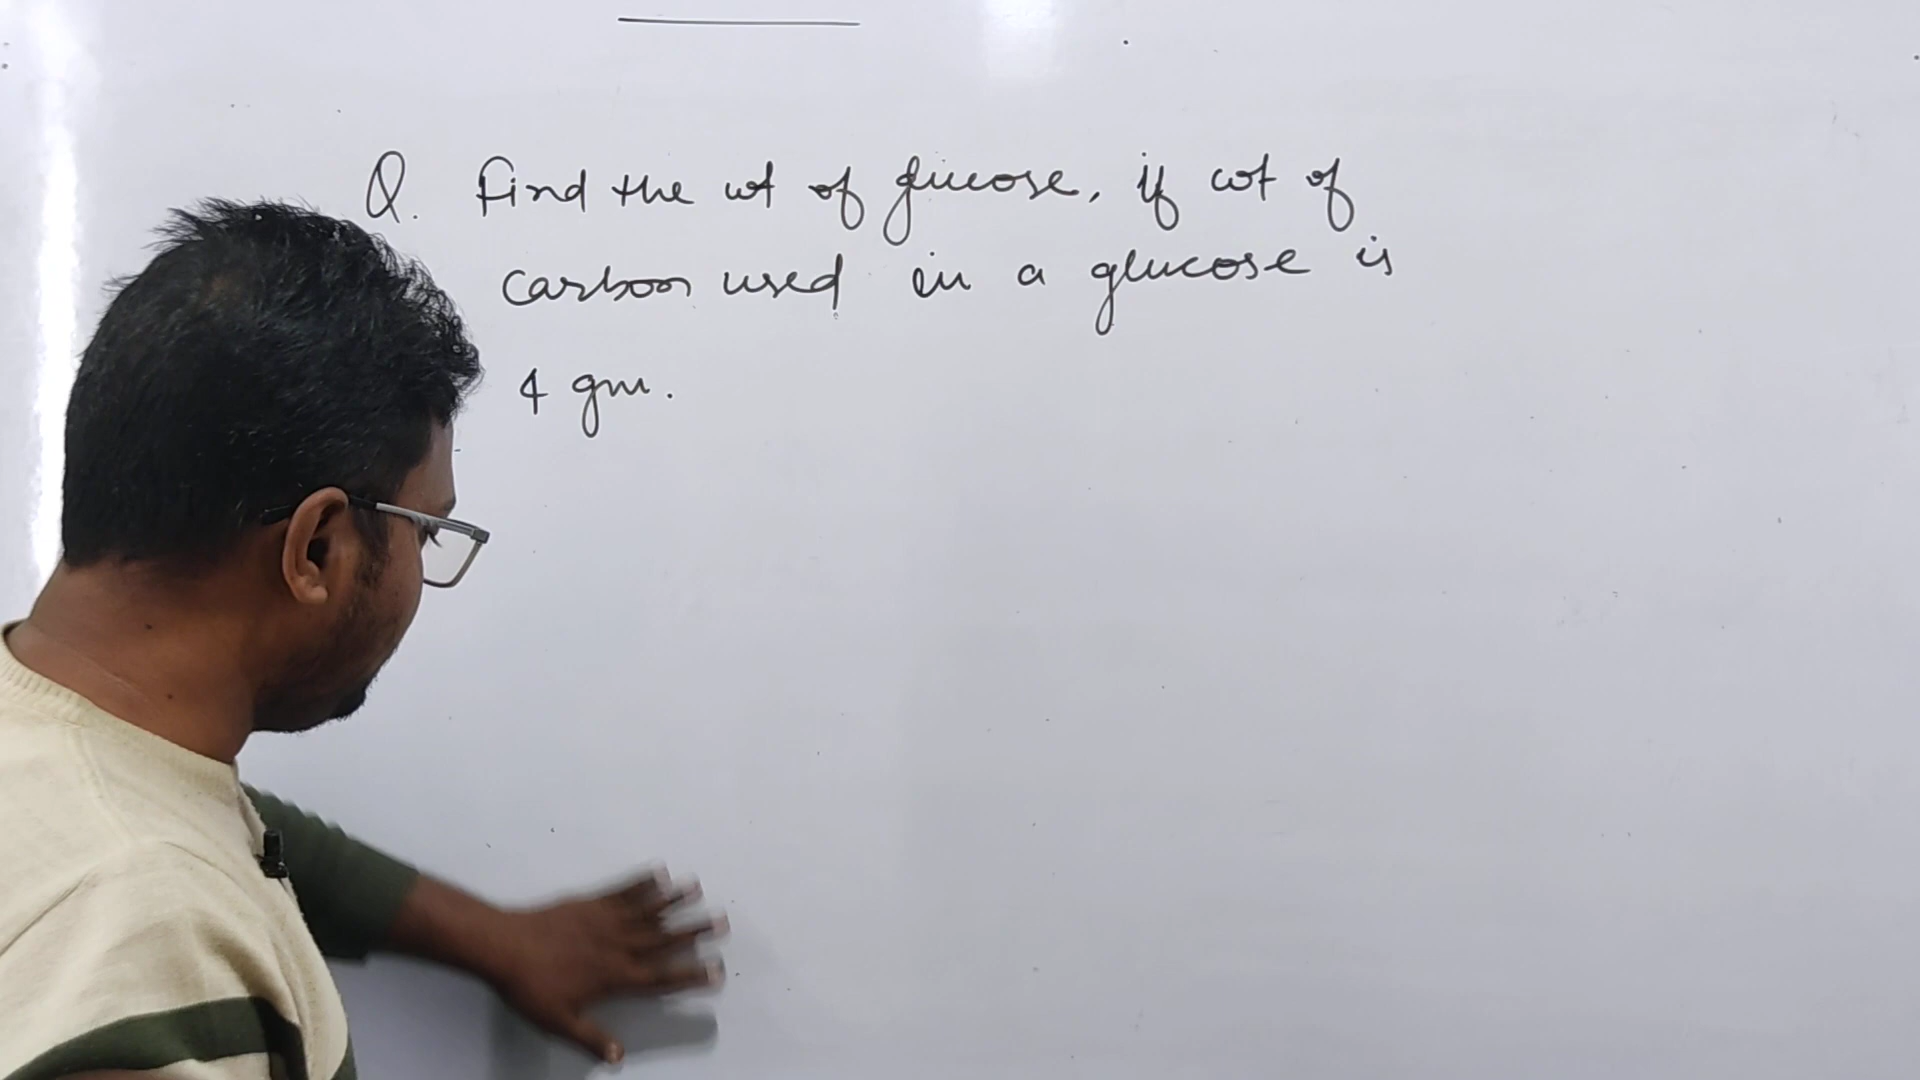 Q. Find the wt of glucose, if wt of
carbon used in a glucose is
4 gm.